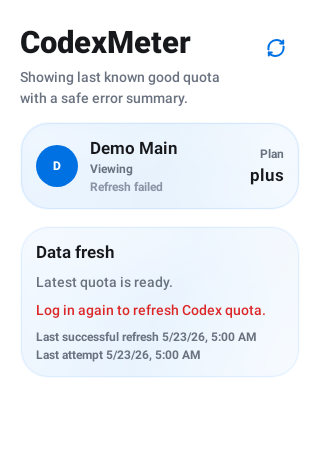 CodexMeter
Showing last known good quota
with a safe error summary.
D
Demo Main
Viewing
Refresh failed
Plan
plus
Data fresh
Latest quota is ready.
Log in again to refresh Codex quota.
Last successful refresh 5/23/26, 5:00 AM
Last attempt 5/23/26, 5:00 AM